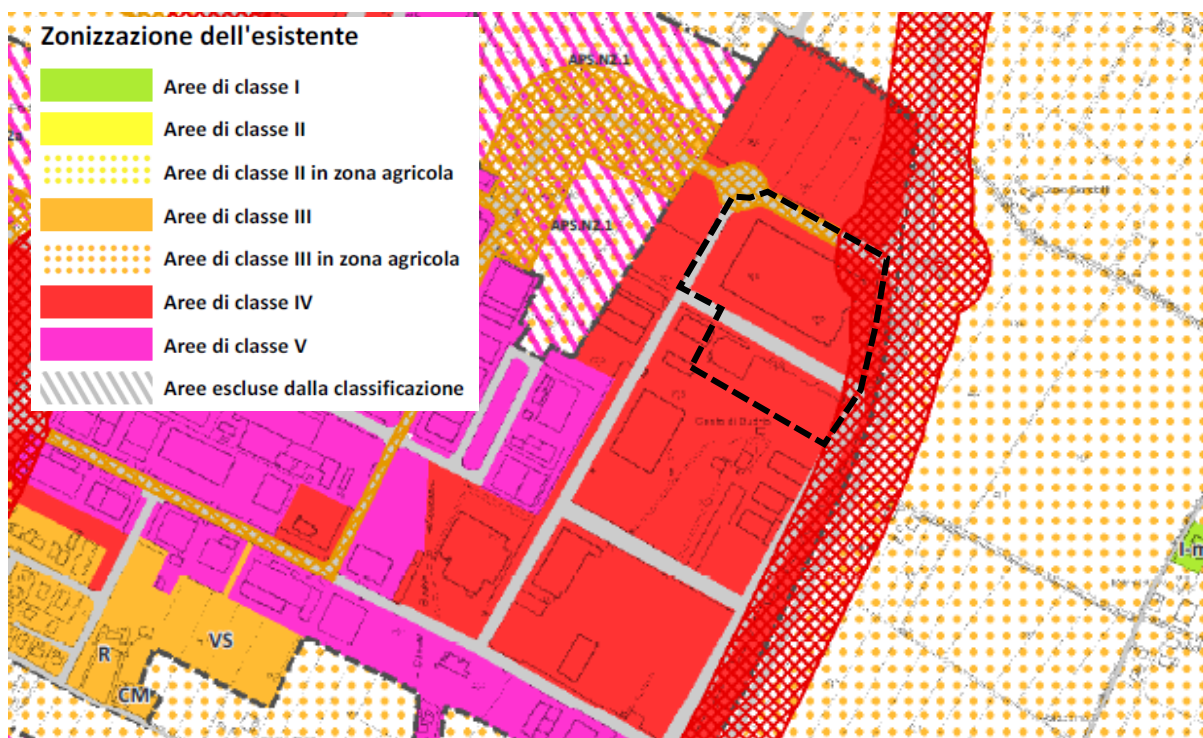 Zonizzazione dell'esistente
Aree di classe I
Aree di classe II
Aree di classe II in zona agricola
Aree di classe III
Aree di classe III in zona agricola
Aree di classe IV
Aree di classe V
Aree escluse dalla classificazione
APS.N2.1
APS.N2.1
I-m
VS
R
CM